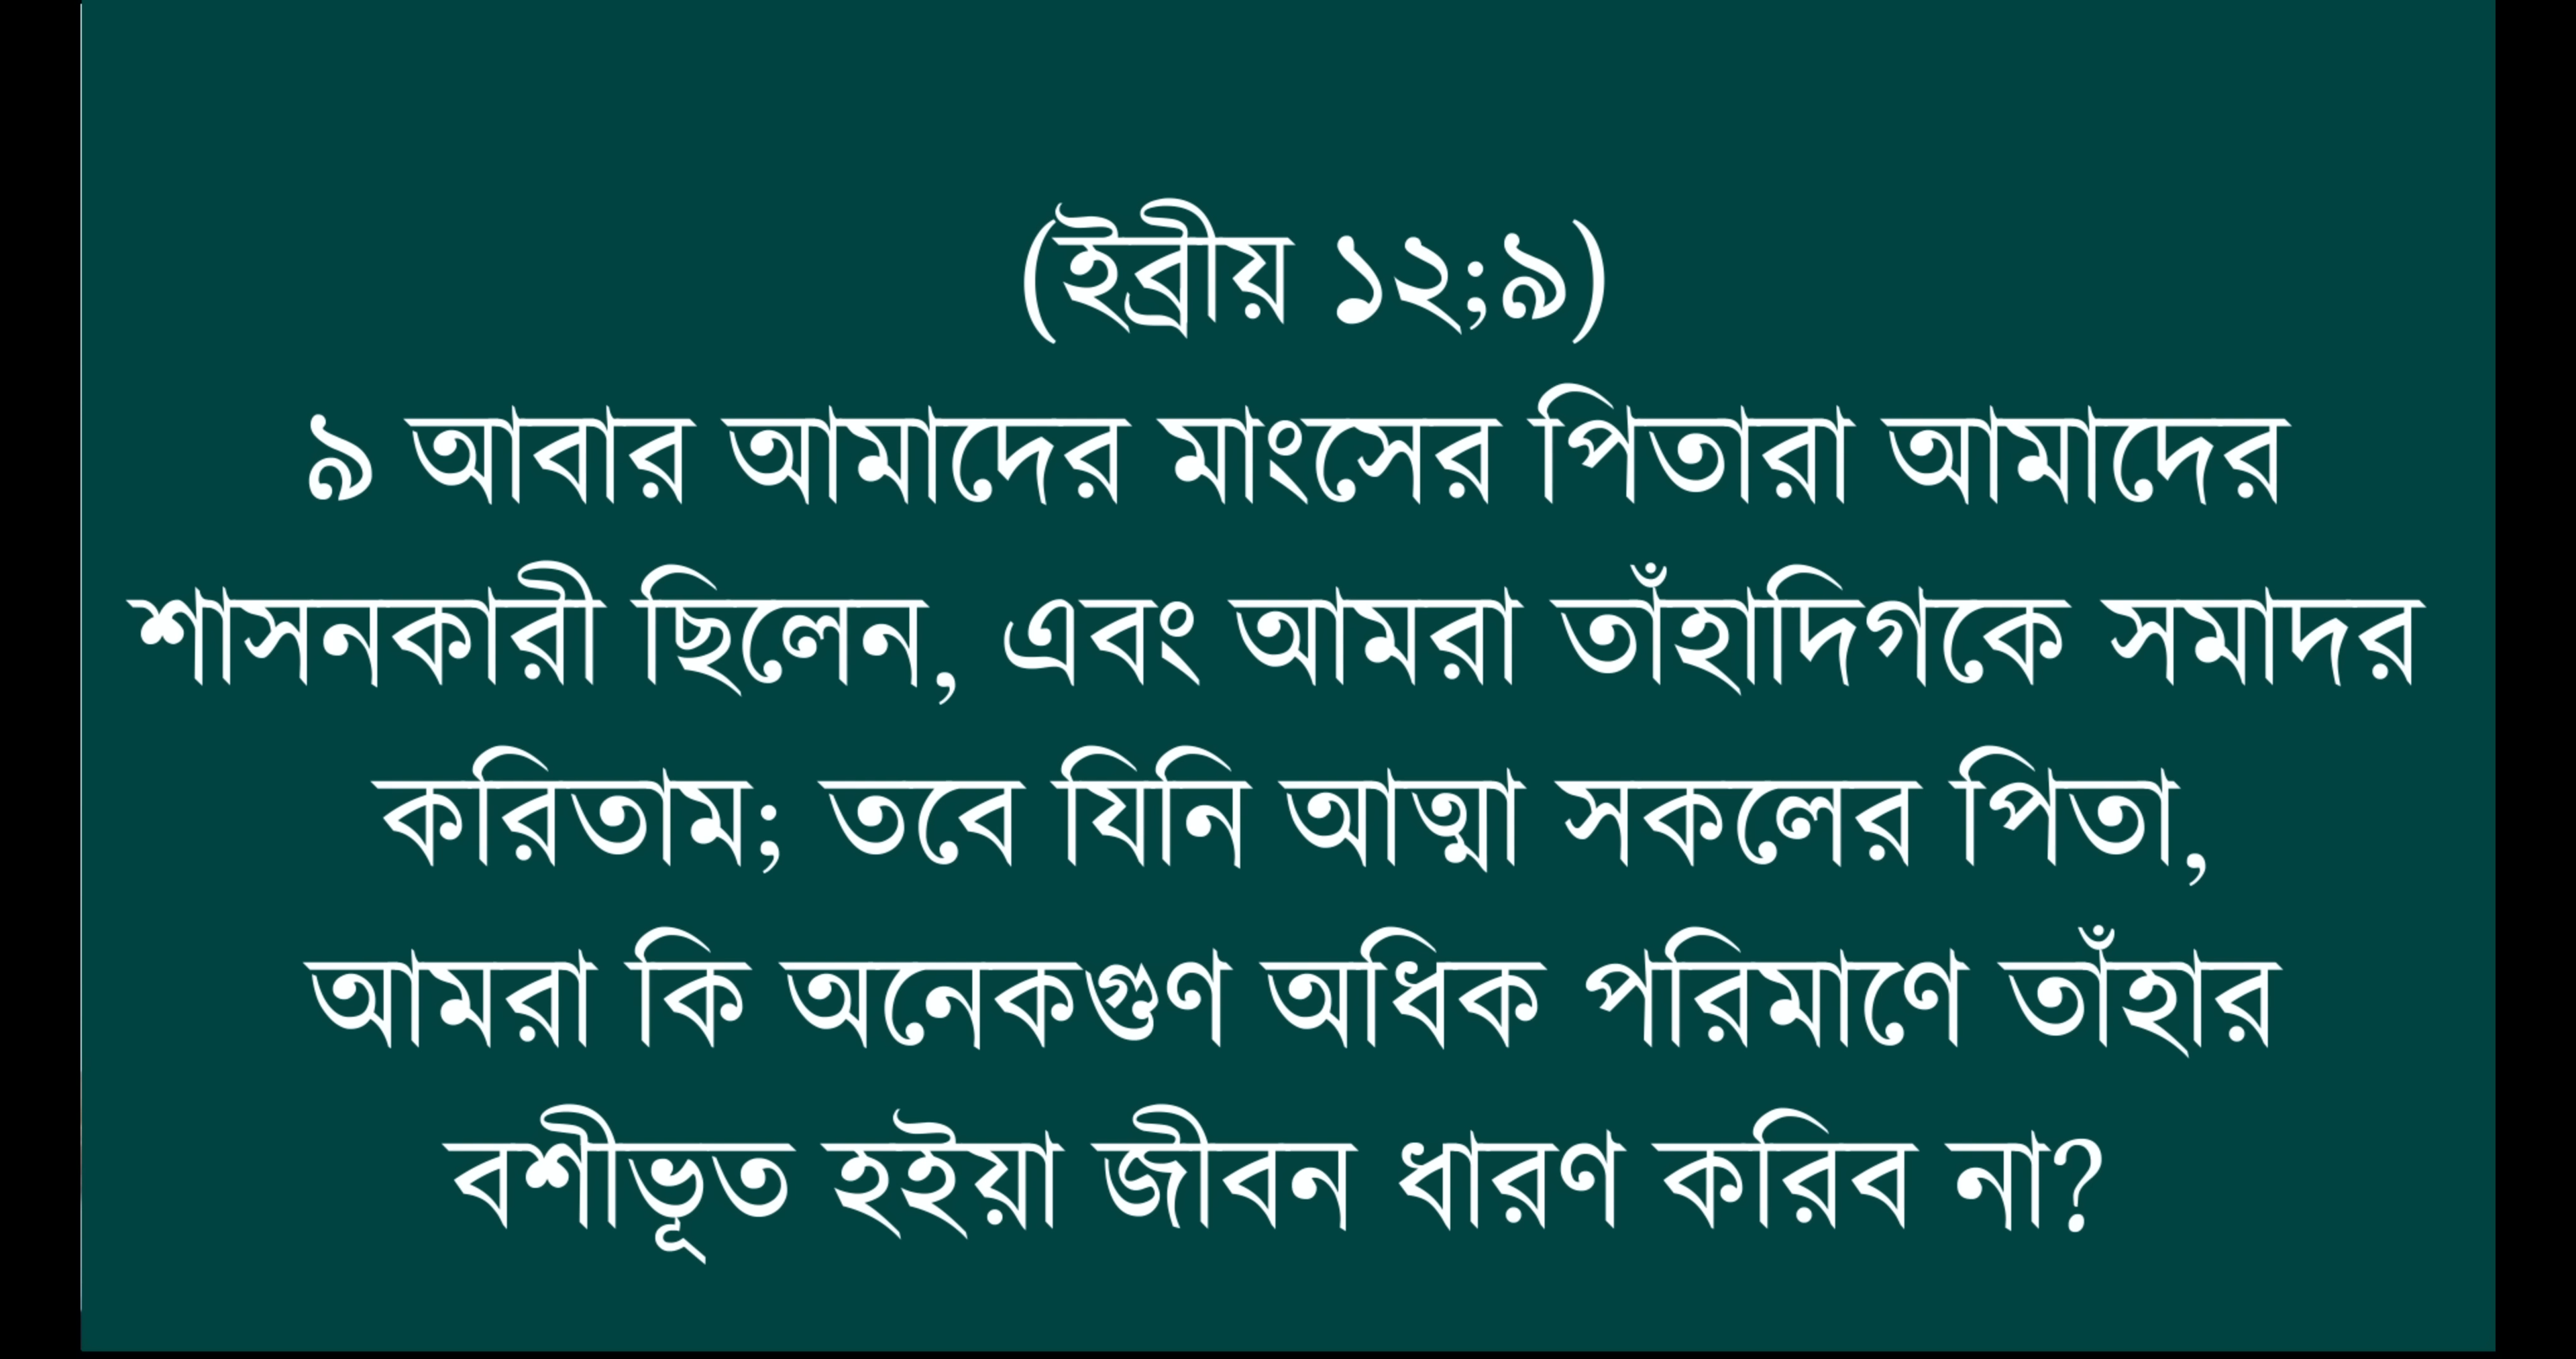 (ইব্রীয় ১২;৯)
৯ আবার আমাদের মাংসের পিতারা আমাদের
শাসনকারী ছিলেন, এবং আমরা তাঁহাদিগকে সমাদর
করিতাম; তবে যিনি আত্মা সকলের পিতা,
আমরা কি অনেকগুণ অধিক পরিমাণে তাঁহার
বশীভূত হইয়া জীবন ধারণ করিব না?